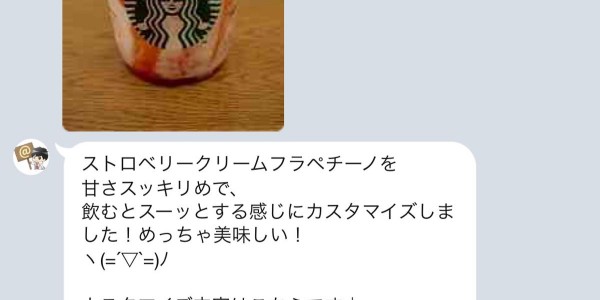 ストロベリークリームフラペチーノを
甘さスッキリめで、
飲むとスーッとする感じにカスタマイズしま
した！めっちゃ美味しい！
ヽ(=´▽`=)ﾉ